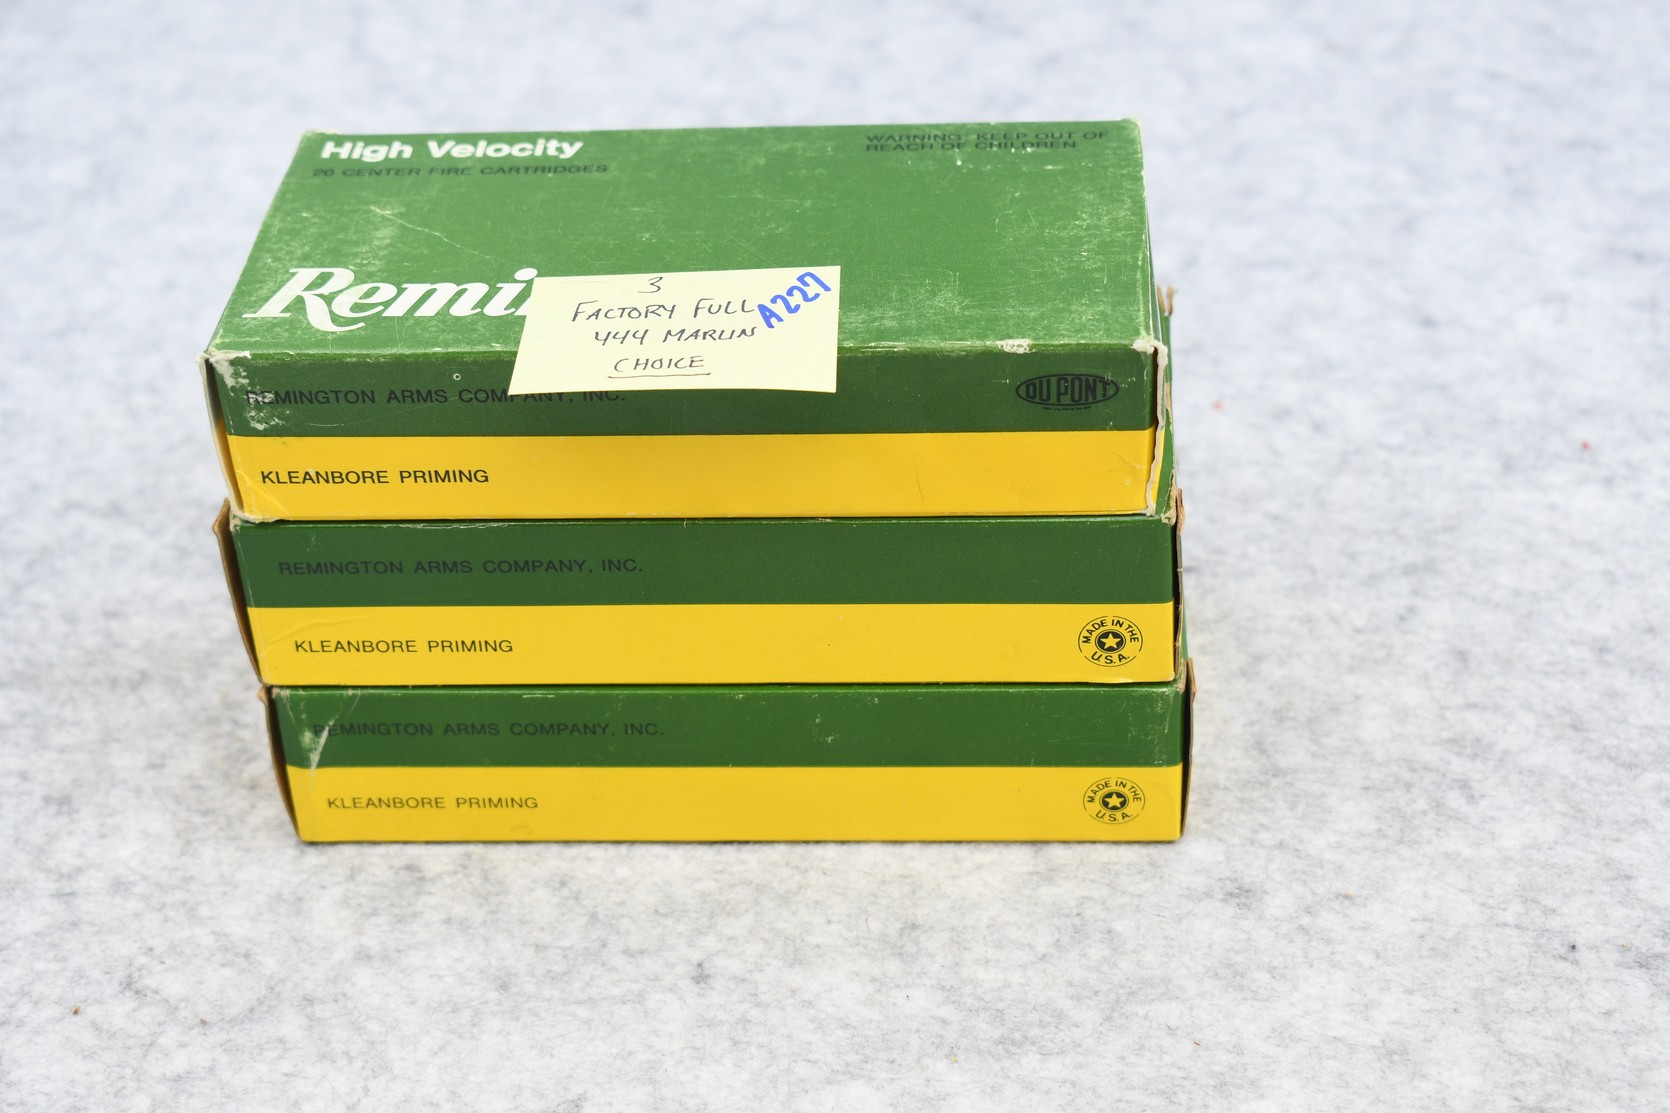 High Velocity
20 CENTER FIRE CARTRIDGES
WARNING: KEEP OUT OF
REACH OF CHILDREN
Remi
3
FACTORY FULL
444 MARLIN
CHOICE
A227
REMINGTON ARMS COMPANY, INC.
DU PONT
KLEANBORE PRIMING
REMINGTON ARMS COMPANY, INC.
KLEANBORE PRIMING
MADE IN THE
U.S.A.
REMINGTON ARMS COMPANY, INC.
KLEANBORE PRIMING
MADE IN THE
U.S.A.